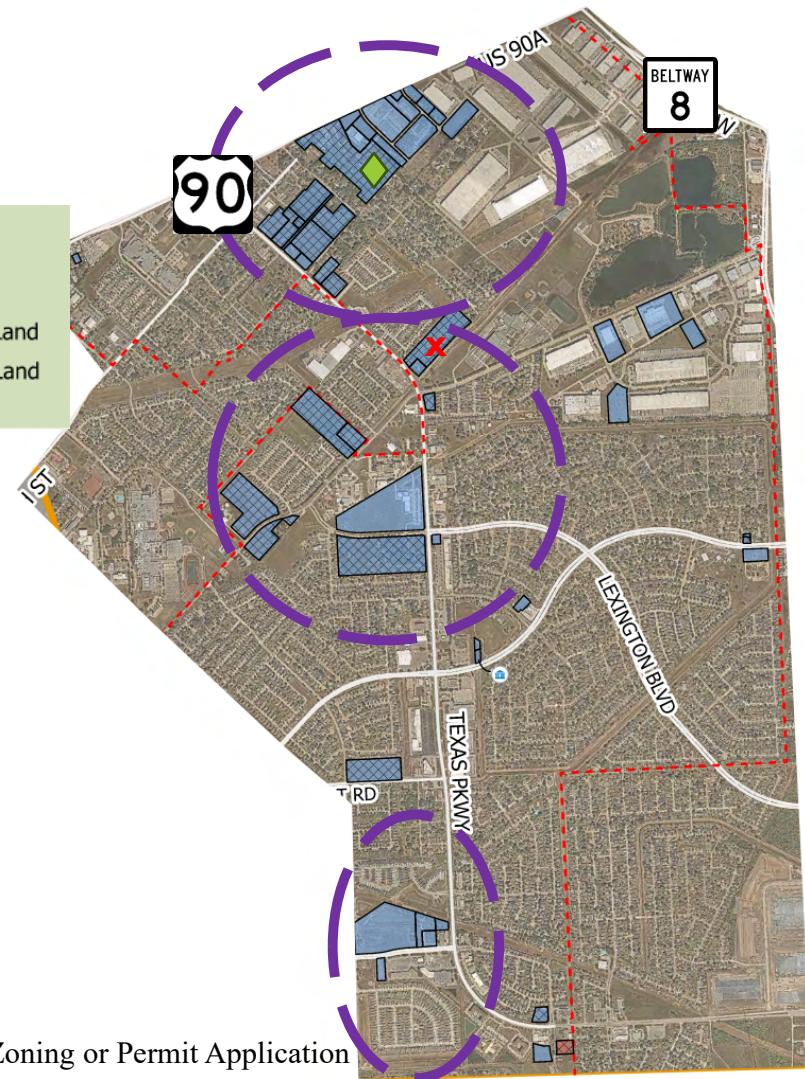 US 90A
BELTWAY
8
W
90
Land
Land
I ST
LEXINGTON BLVD
TEXAS PKWY
T RD
Zoning or Permit Application